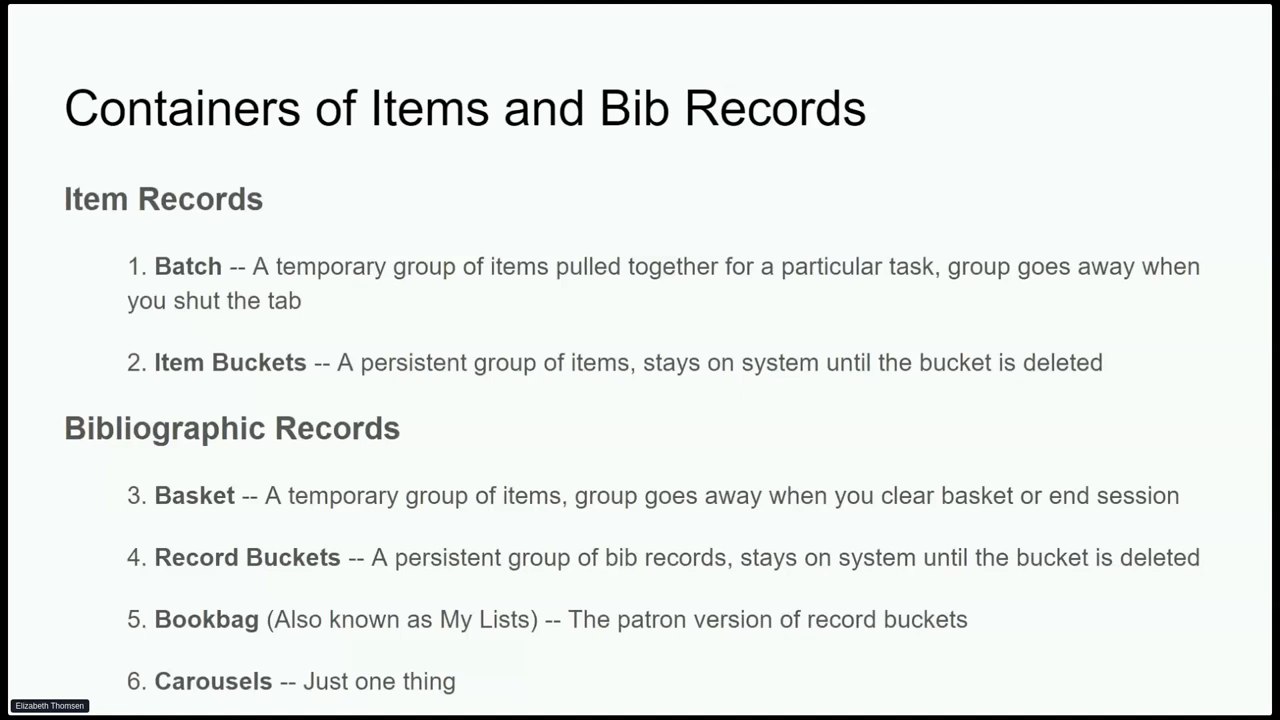 Containers of Items and Bib Records
Item Records
1. Batch -- A temporary group of items pulled together for a particular task, group goes away when
you shut the tab
2. Item Buckets -- A persistent group of items, stays on system until the bucket is deleted
Bibliographic Records
3. Basket -- A temporary group of items, group goes away when you clear basket or end session
4. Record Buckets -- A persistent group of bib records, stays on system until the bucket is deleted
5. Bookbag (Also known as My Lists) -- The patron version of record buckets
6. Carousels -- Just one thing
Elizabeth Thomsen